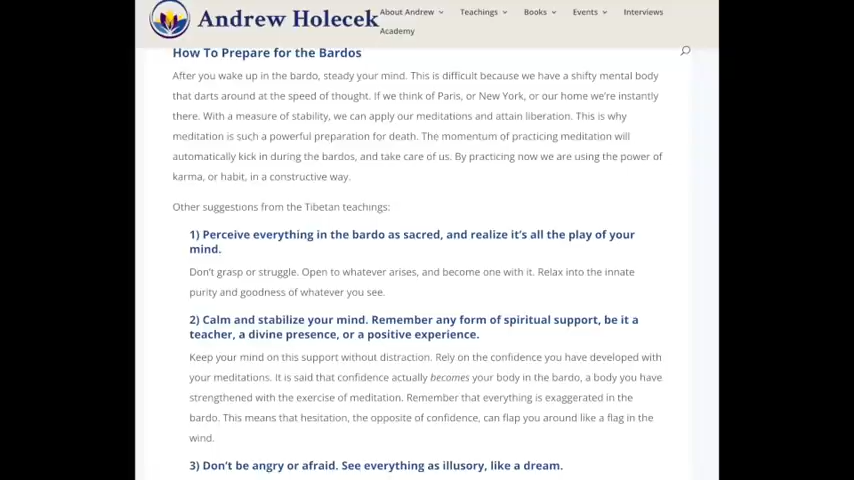 Andrew Holecek
About Andrew
Teachings
Books
Events
Interviews
Academy
How To Prepare for the Bardos
After you wake up in the bardo, steady your mind. This is difficult because we have a shifty mental body
that darts around at the speed of thought. If we think of Paris, or New York, or our home we're instantly
there. With a measure of stability, we can apply our meditations and attain liberation. This is why
meditation is such a powerful preparation for death. The momentum of practicing meditation will
automatically kick in during the bardos, and take care of us. By practicing now we are using the power of
karma, or habit, in a constructive way.
Other suggestions from the Tibetan teachings:
1) Perceive everything in the bardo as sacred, and realize it's all the play of your
mind.
Don't grasp or struggle. Open to whatever arises, and become one with it. Relax into the innate
purity and goodness of whatever you see.
2) Calm and stabilize your mind. Remember any form of spiritual support, be it a
teacher, a divine presence, or a positive experience.
Keep your mind on this support without distraction. Rely on the confidence you have developed with
your meditations. It is said that confidence actually becomes your body in the bardo, a body you have
strengthened with the exercise of meditation. Remember that everything is exaggerated in the
bardo. This means that hesitation, the opposite of confidence, can flap you around like a flag in the
wind.
3) Don't be angry or afraid. See everything as illusory, like a dream.